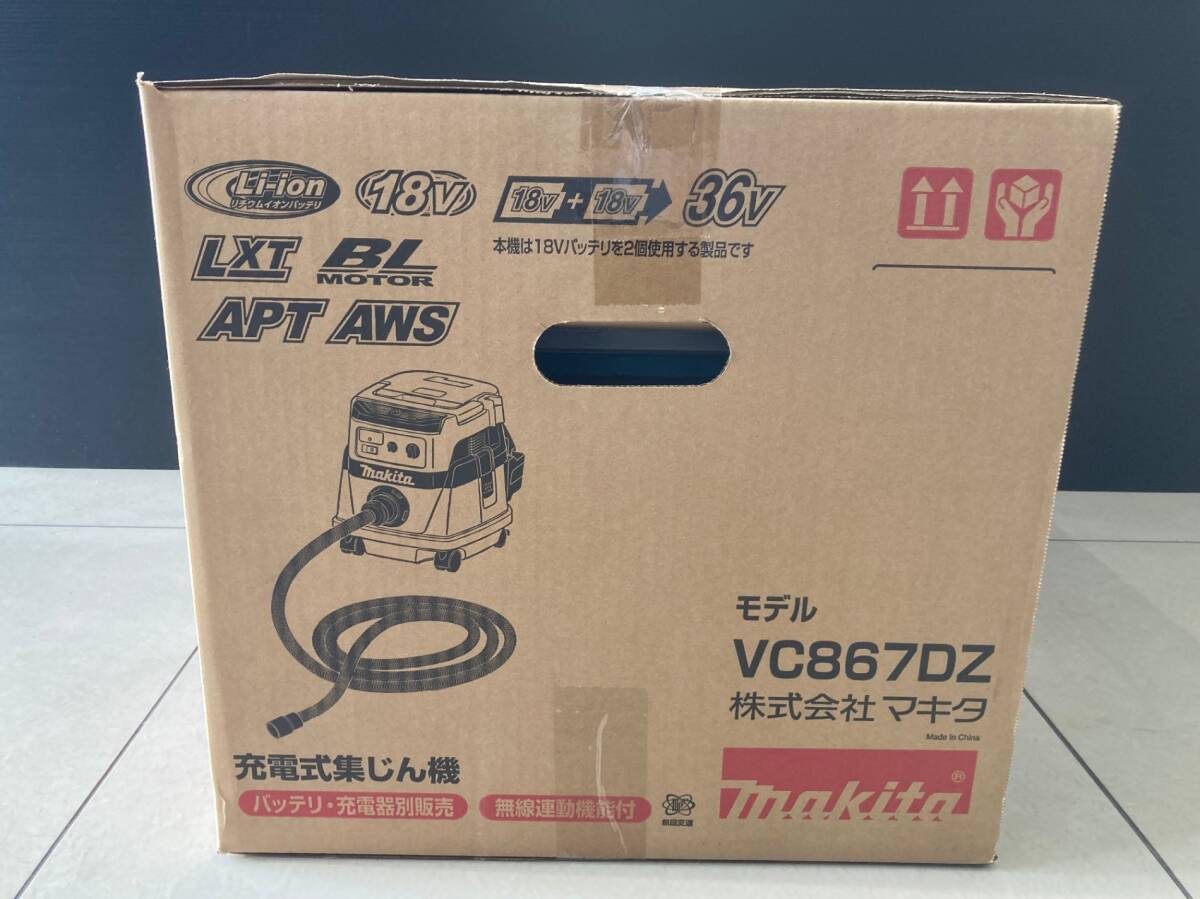 Li-ion
リチウムイオンバッテリ
18V
18V + 18V
36V
本機は18Vバッテリを2個使用する製品です
LXT
BL
MOTOR
APT AWS
makita
モデル
VC867DZ
株式会社 マキタ
Made in China
充電式集じん機
バッテリ・充電器別販売
無線連動機能付
無線連動
makita®